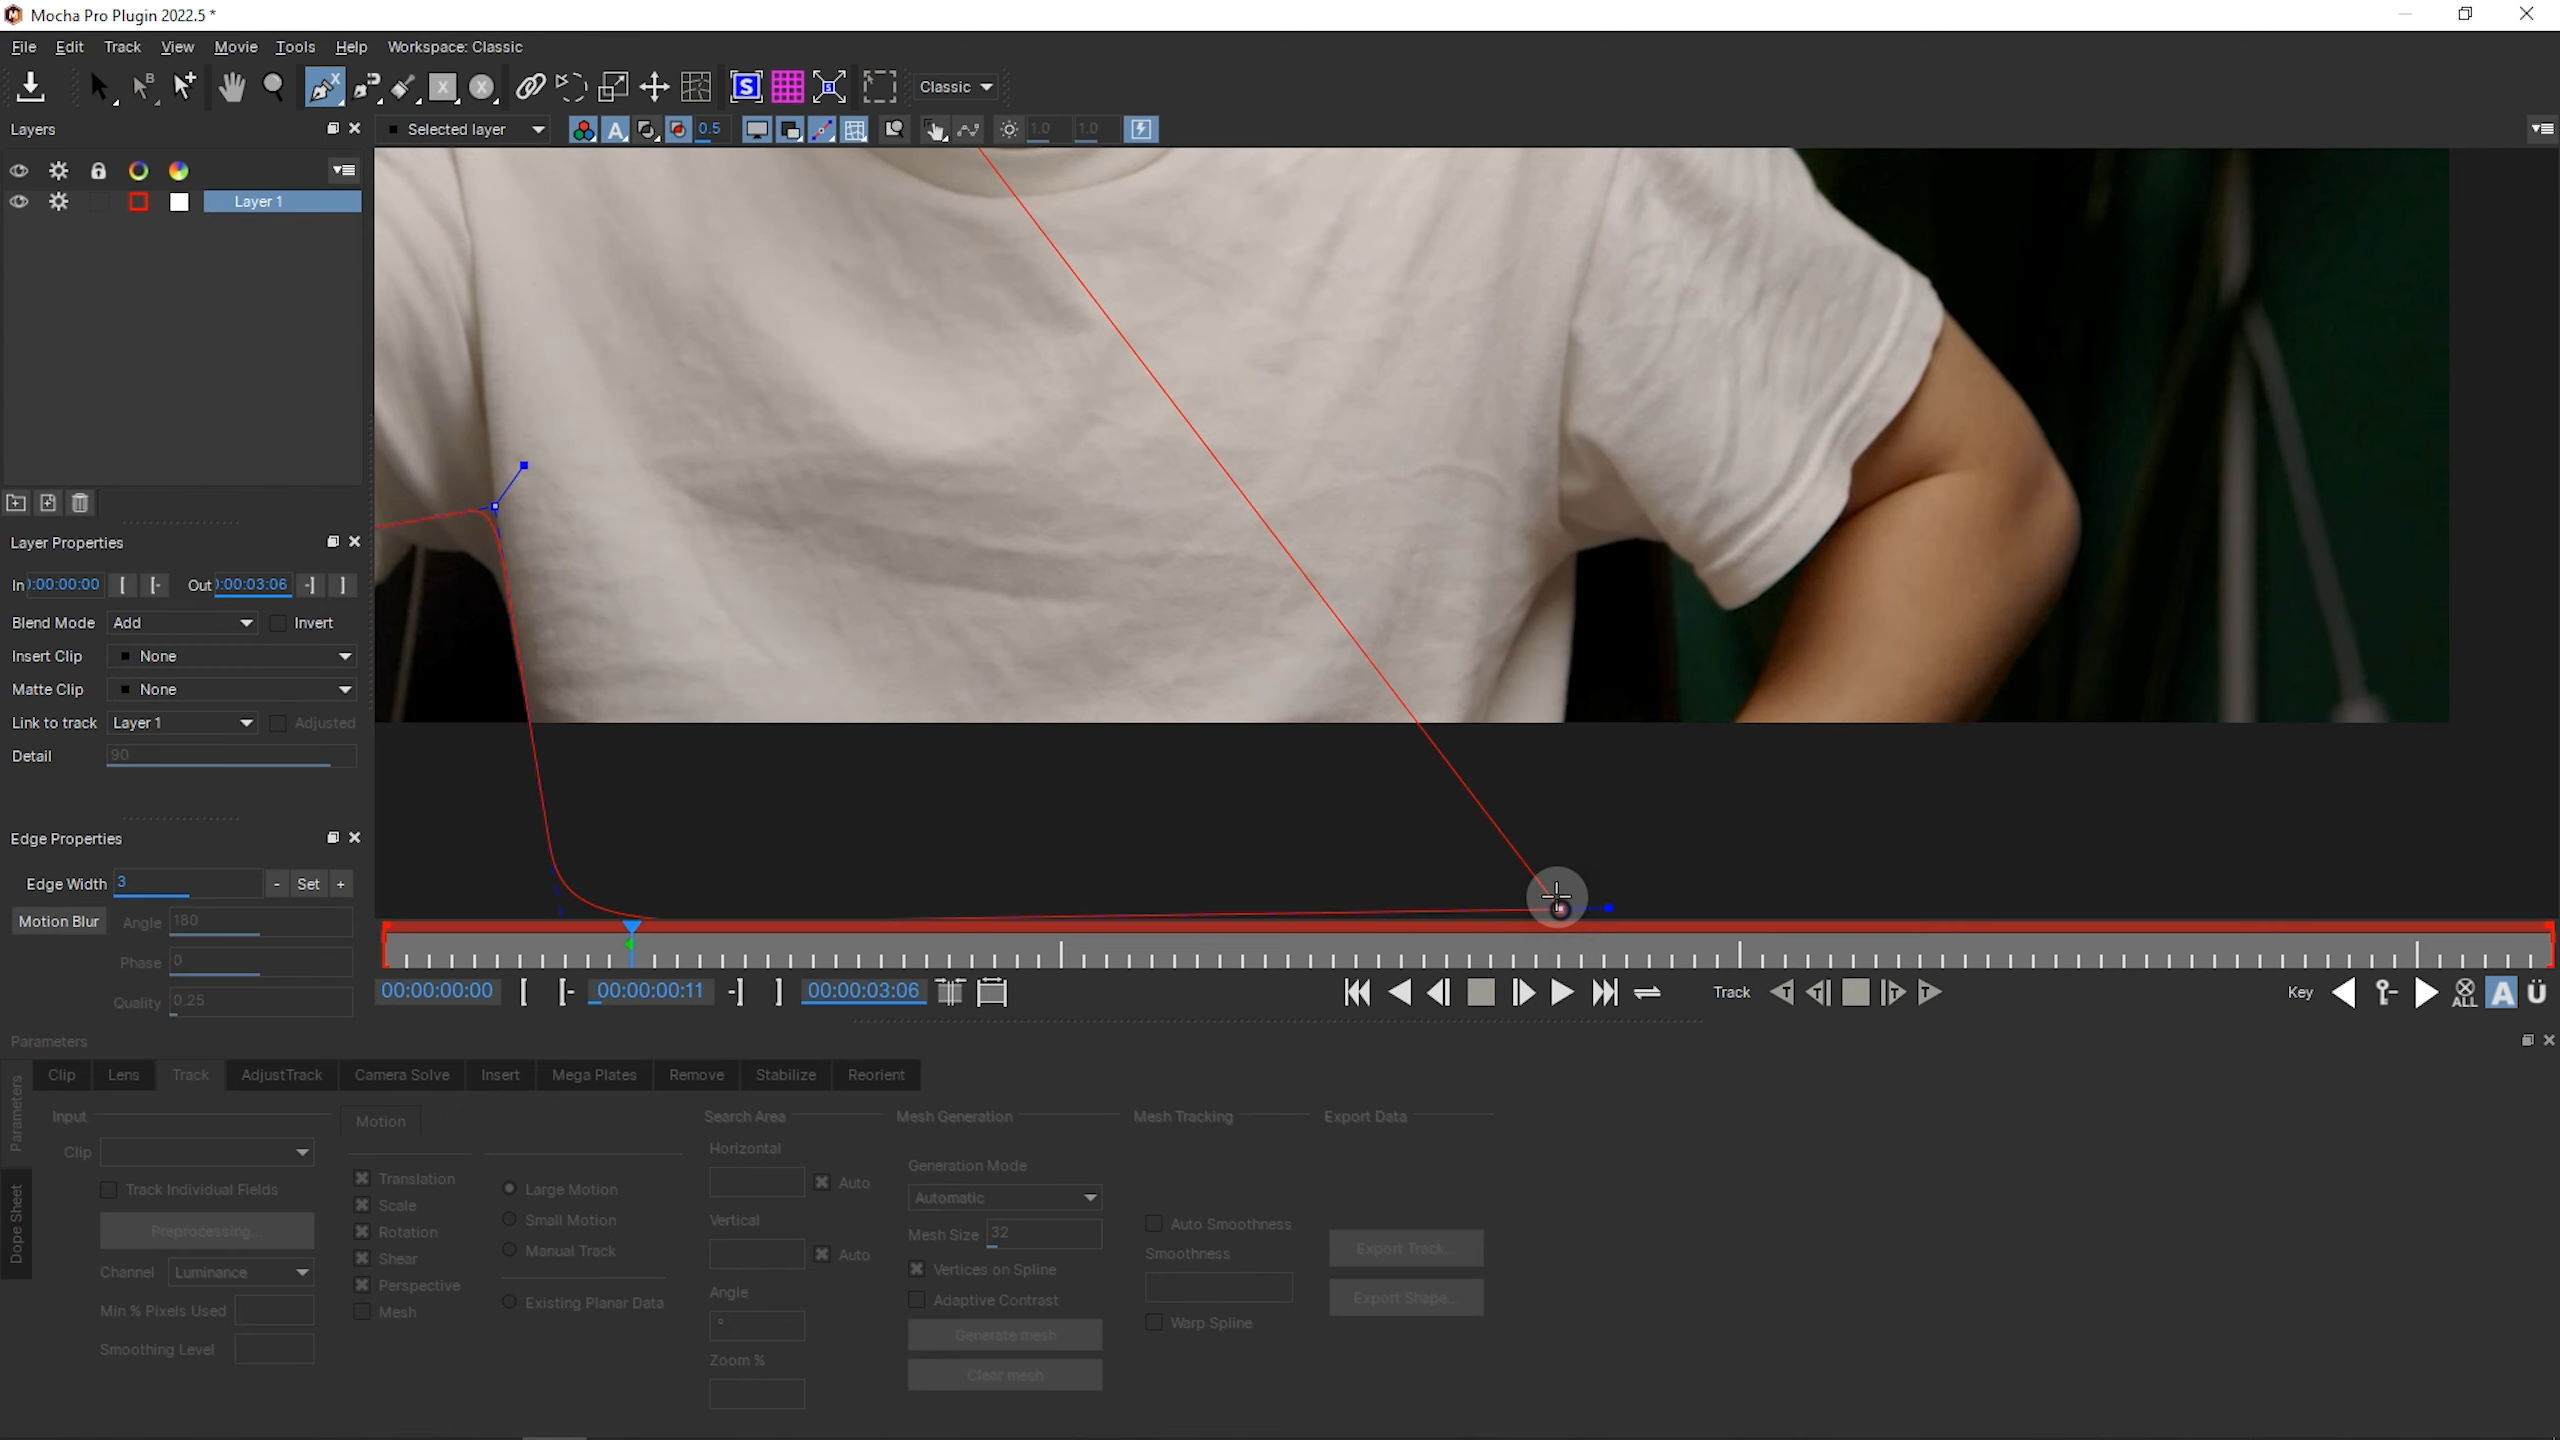 Mocha Pro Plugin 2022.5 *
File Edit Track View Movie Tools Help Workspace: Classic
B X X X S S Classic
Layers
Selected layer A 0.5 1.0 1.0
Layer 1
Layer Properties
In ):00:00:00 [ [- Out ):00:03:06 -] ]
Blend Mode Add Invert
Insert Clip None
Matte Clip None
Link to track Layer 1 Adjusted
Detail 90
Edge Properties
Edge Width 3 - Set +
Motion Blur Angle 180
Phase 0
Quality 0.25
00:00:00:00 [ [- 00:00:00:11 -] ] 00:00:03:06 Track T T T T Key ALL A Ü
Parameters
Parameters
Dope Sheet
Clip Lens Track AdjustTrack Camera Solve Insert Mega Plates Remove Stabilize Reorient
Input
Clip
Track Individual Fields
Preprocessing...
Channel Luminance
Min % Pixels Used
Smoothing Level
Motion
Translation
Scale
Rotation
Shear
Perspective
Mesh
Large Motion
Small Motion
Manual Track
Existing Planar Data
Search Area
Horizontal
Auto
Vertical
Auto
Angle
°
Zoom %
Mesh Generation
Generation Mode
Automatic
Mesh Size 32
Vertices on Spline
Adaptive Contrast
Generate mesh
Clear mesh
Mesh Tracking
Auto Smoothness
Smoothness
Warp Spline
Export Data
Export Track...
Export Shape...